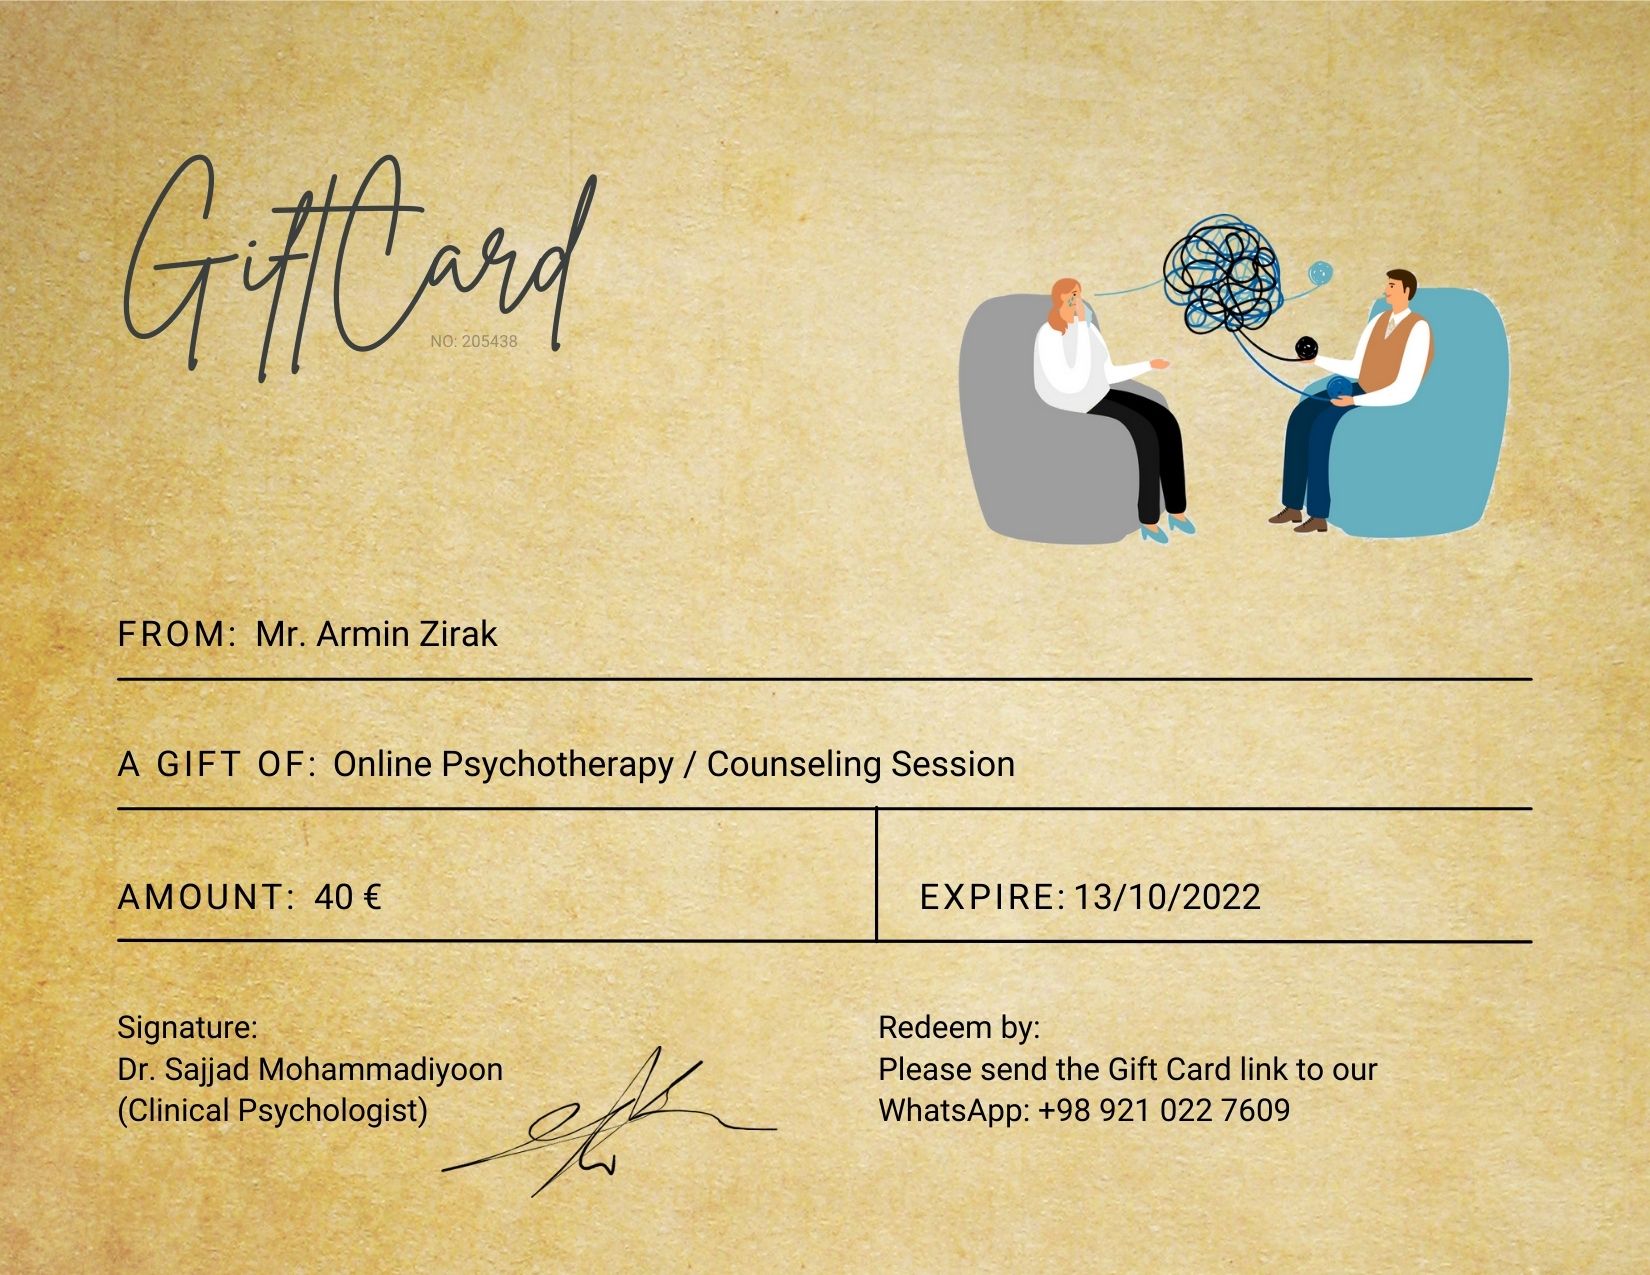 GiftCard
NO: 205438
FROM: Mr. Armin Zirak
A GIFT OF: Online Psychotherapy / Counseling Session
AMOUNT: 40 €
EXPIRE: 13/10/2022
Signature:
Dr. Sajjad Mohammadiyoon
(Clinical Psychologist)
Redeem by:
Please send the Gift Card link to our
WhatsApp: +98 921 022 7609